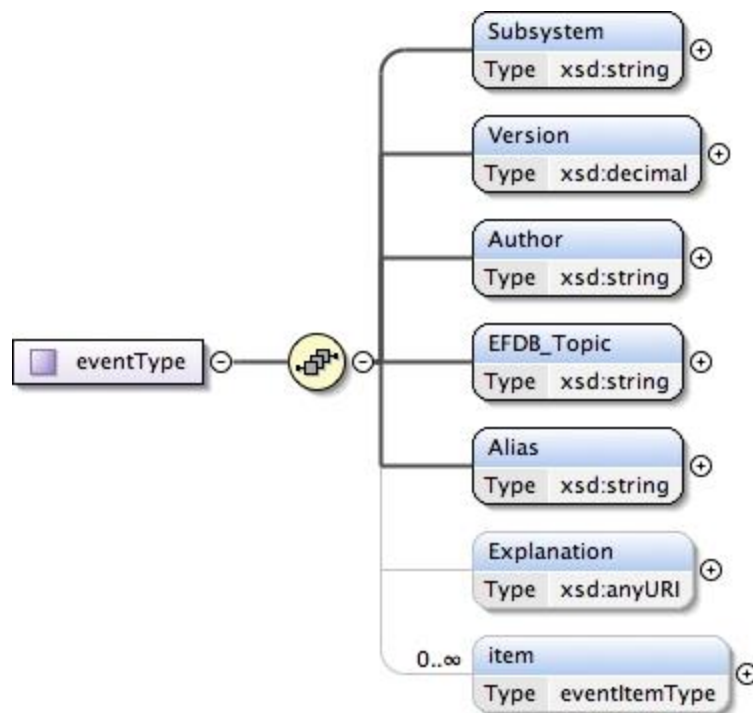 Subsystem
Type xsd:string
Version
Type xsd:decimal
Author
Type xsd:string
eventType
EFDB_Topic
Type xsd:string
Alias
Type xsd:string
Explanation
Type xsd:anyURI
0..∞
item
Type eventItemType